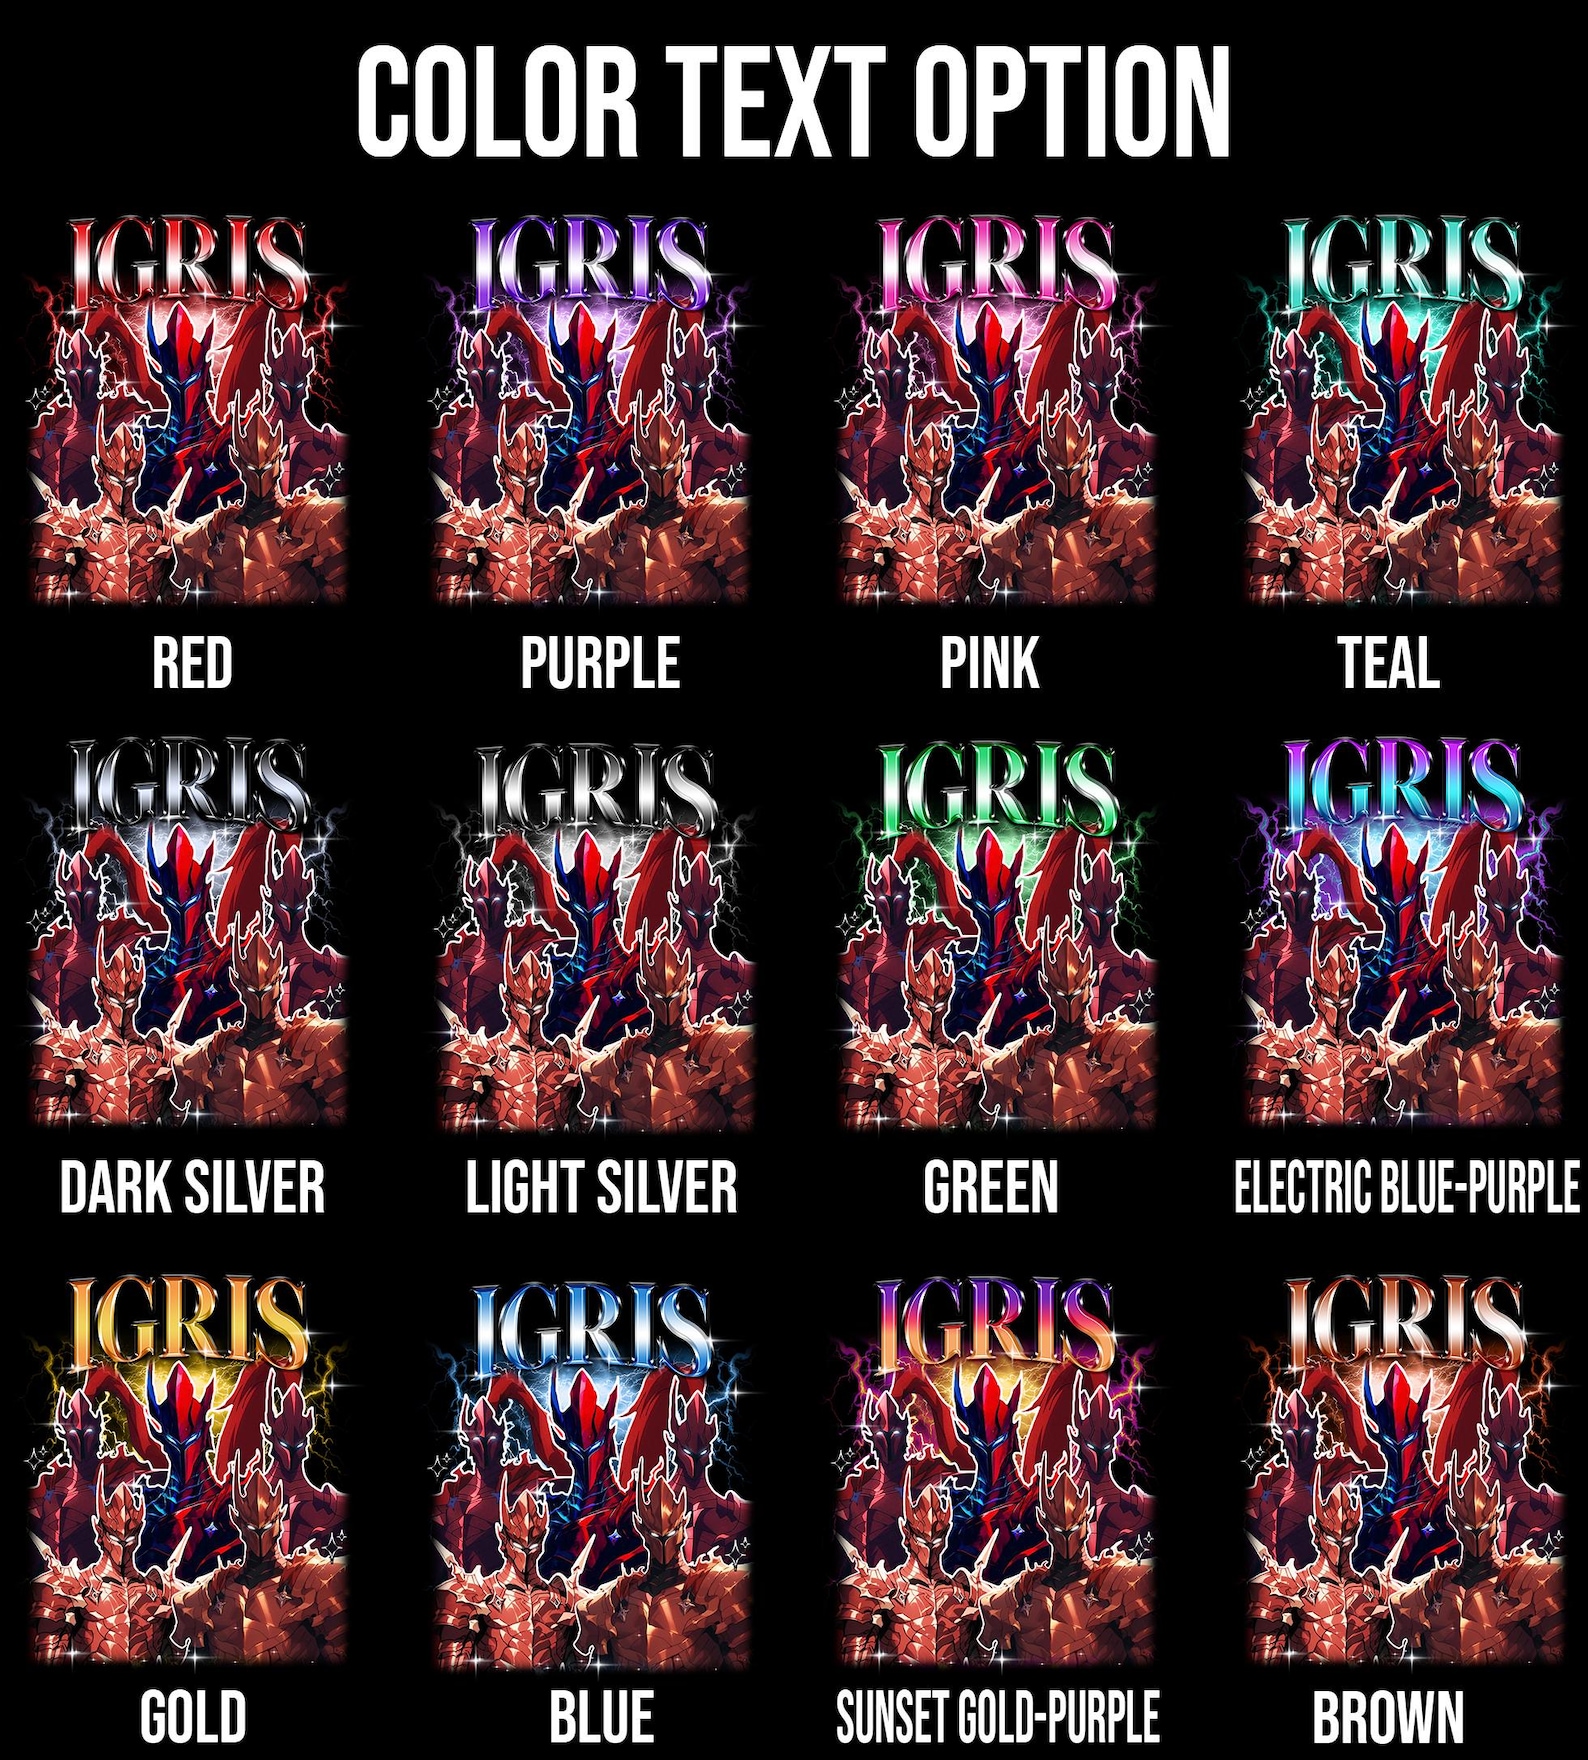 COLOR TEXT OPTION
IGRIS IGRIS IGRIS IGRIS
RED PURPLE PINK TEAL
IGRIS IGRIS IGRIS IGRIS
DARK SILVER LIGHT SILVER GREEN ELECTRIC BLUE-PURPLE
IGRIS IGRIS IGRIS IGRIS
GOLD BLUE SUNSET GOLD-PURPLE BROWN